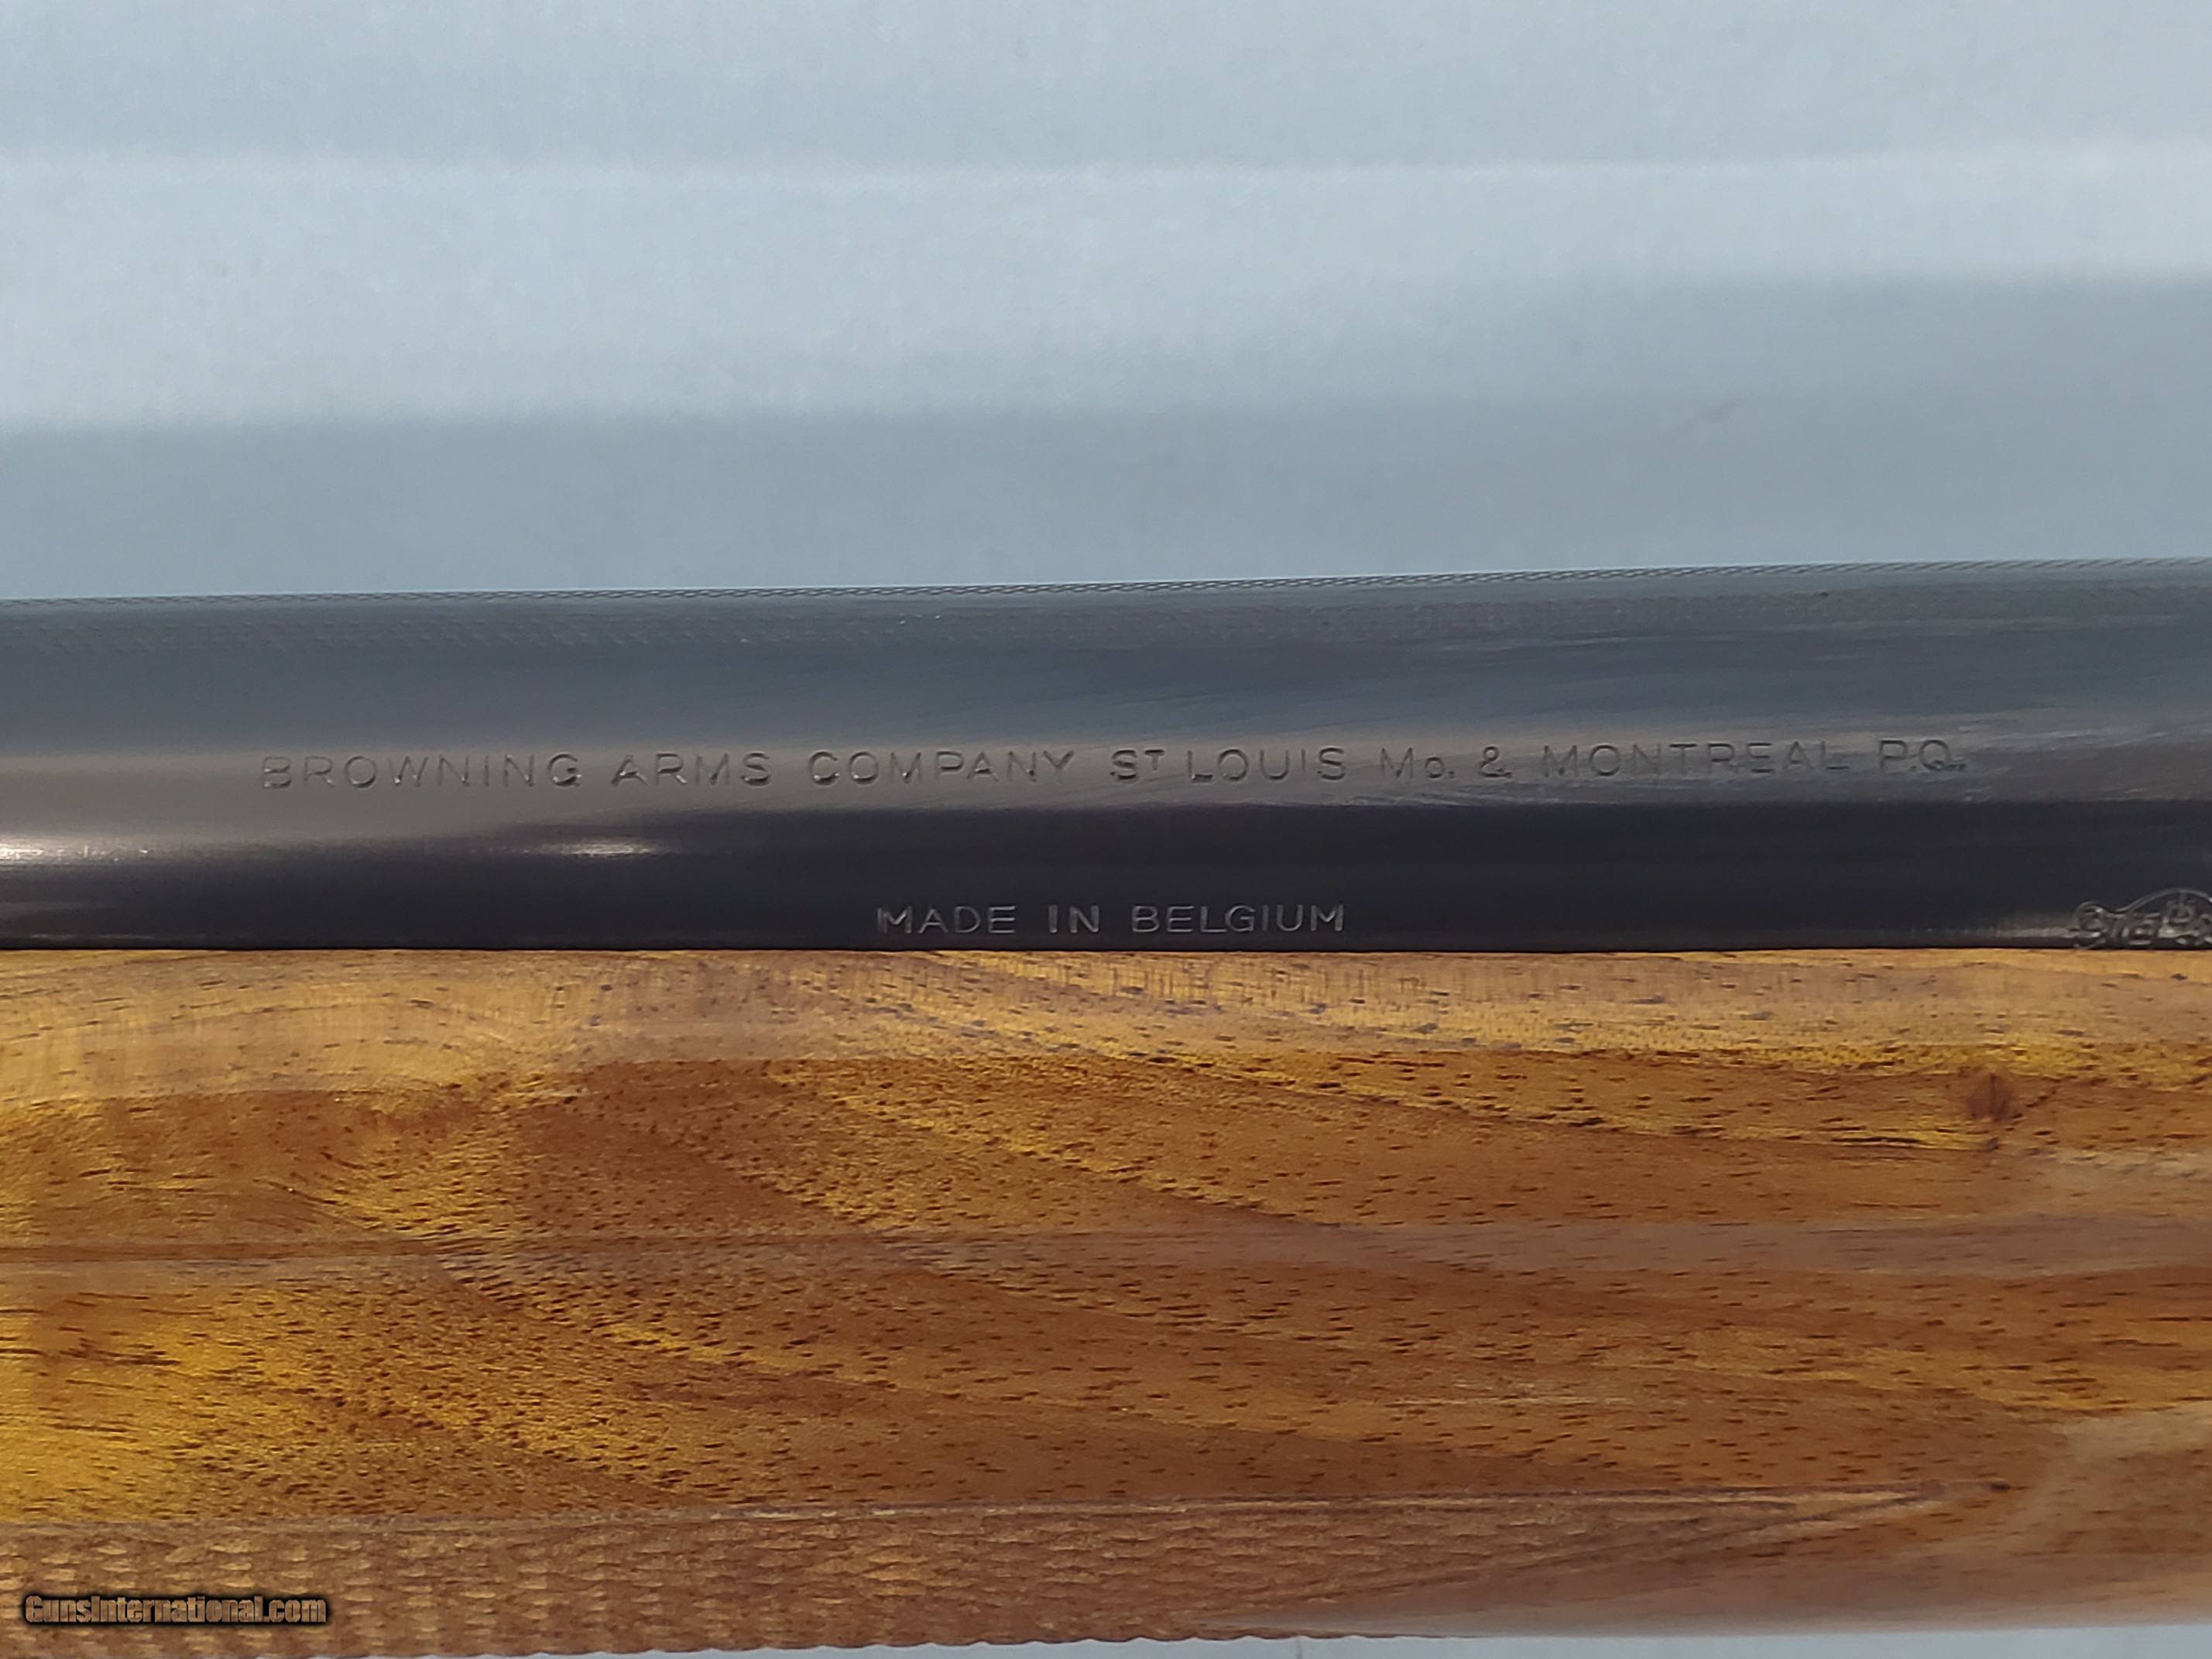 BROWNING ARMS COMPANY ST LOUIS Mo. & MONTREAL P.Q.
MADE IN BELGIUM
GunsInternational.com